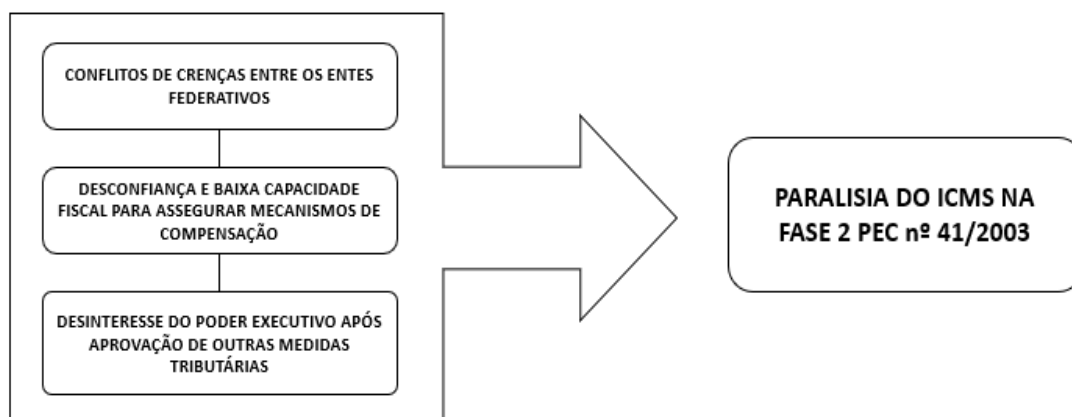 CONFLITOS DE CRENÇAS ENTRE OS ENTES
FEDERATIVOS
DESCONFIANÇA E BAIXA CAPACIDADE
FISCAL PARA ASSEGURAR MECANISMOS DE
COMPENSAÇÃO
DESINTERESSE DO PODER EXECUTIVO APÓS
APROVAÇÃO DE OUTRAS MEDIDAS
TRIBUTÁRIAS
PARALISIA DO ICMS NA
FASE 2 PEC nº 41/2003